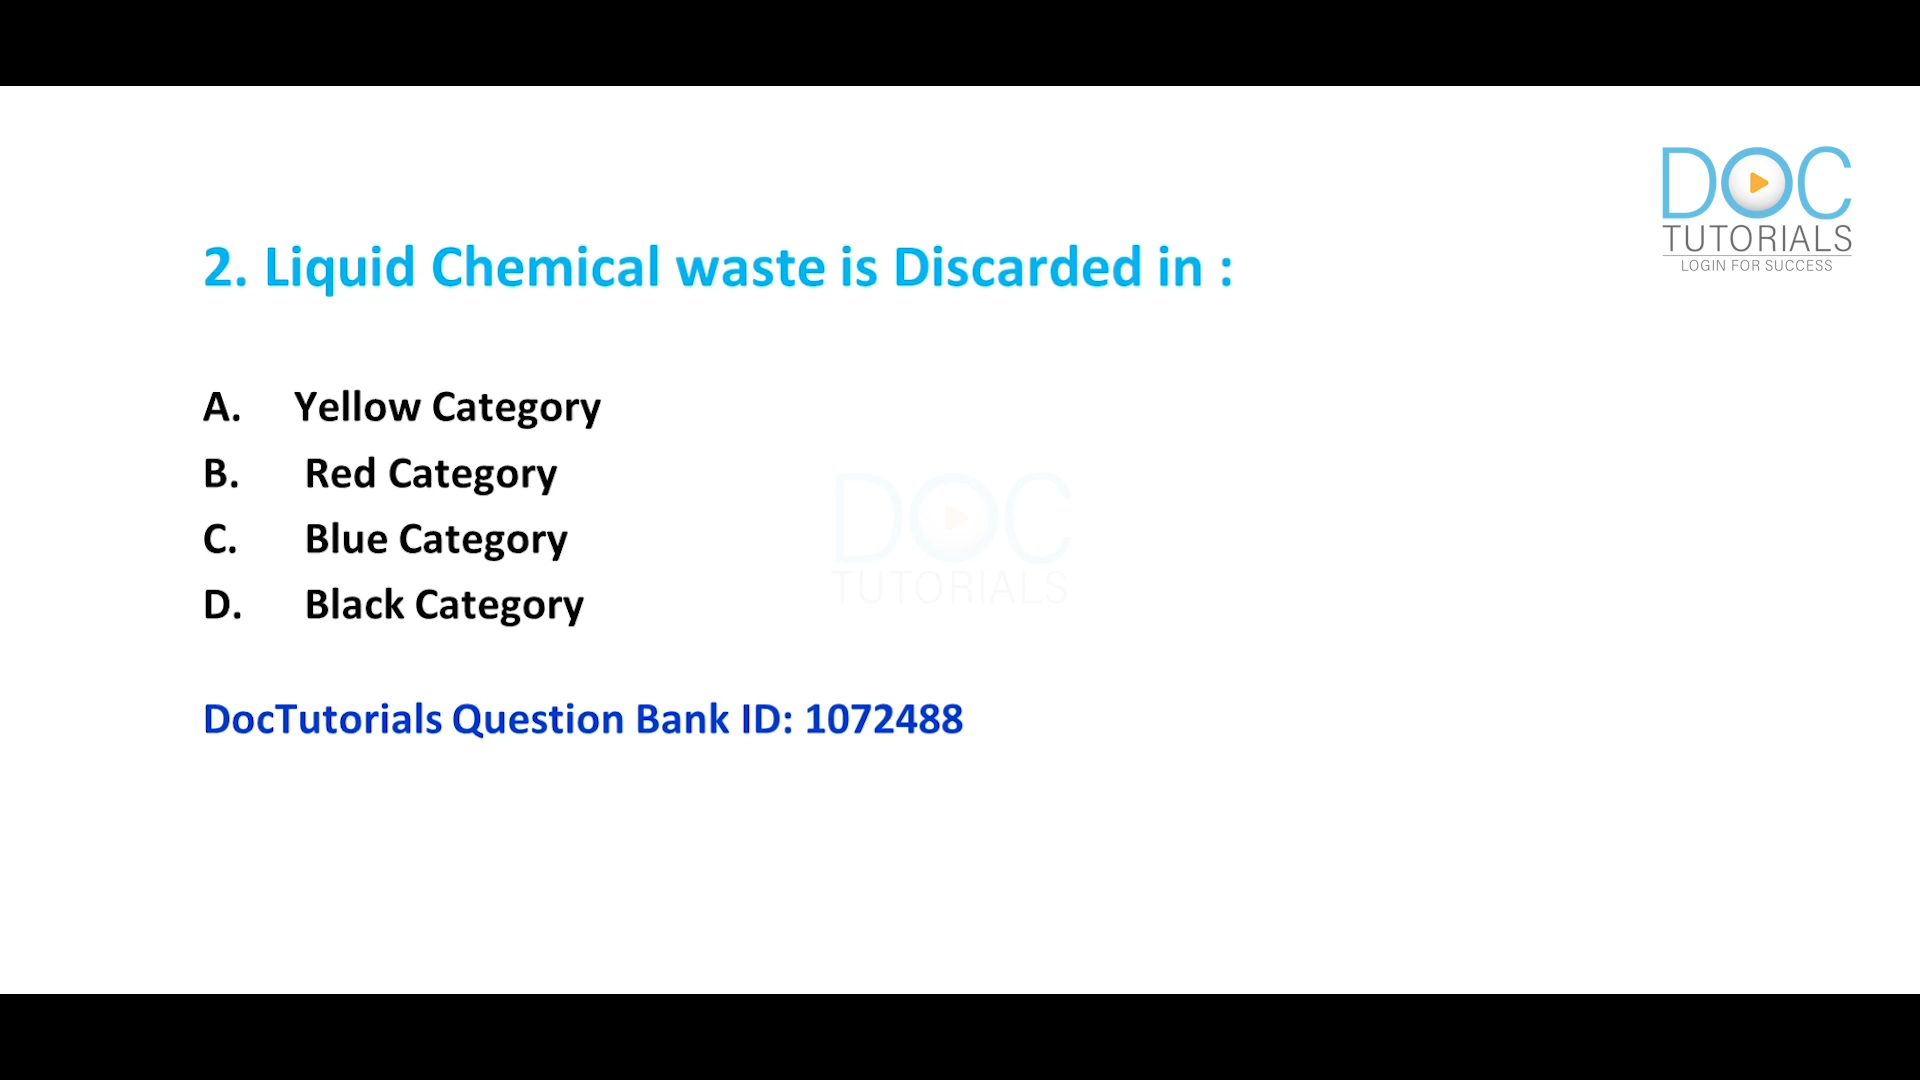 DOC
TUTORIALS
LOGIN FOR SUCCESS
2. Liquid Chemical waste is Discarded in :
A. Yellow Category
B. Red Category
C. Blue Category
D. Black Category
DOC
TUTORIALS
DocTutorials Question Bank ID: 1072488